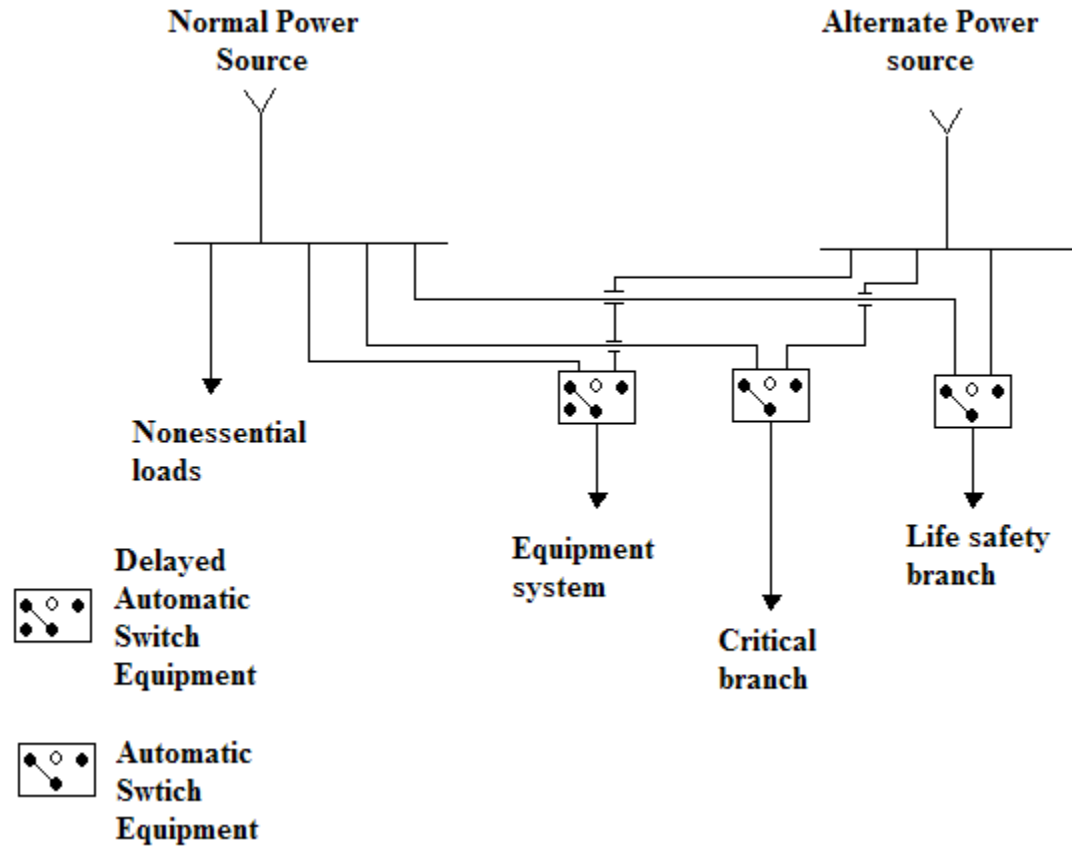 Normal Power
Source
Alternate Power
source
Nonessential
loads
Equipment
system
Critical
branch
Life safety
branch
Delayed
Automatic
Switch
Equipment
Automatic
Swtich
Equipment